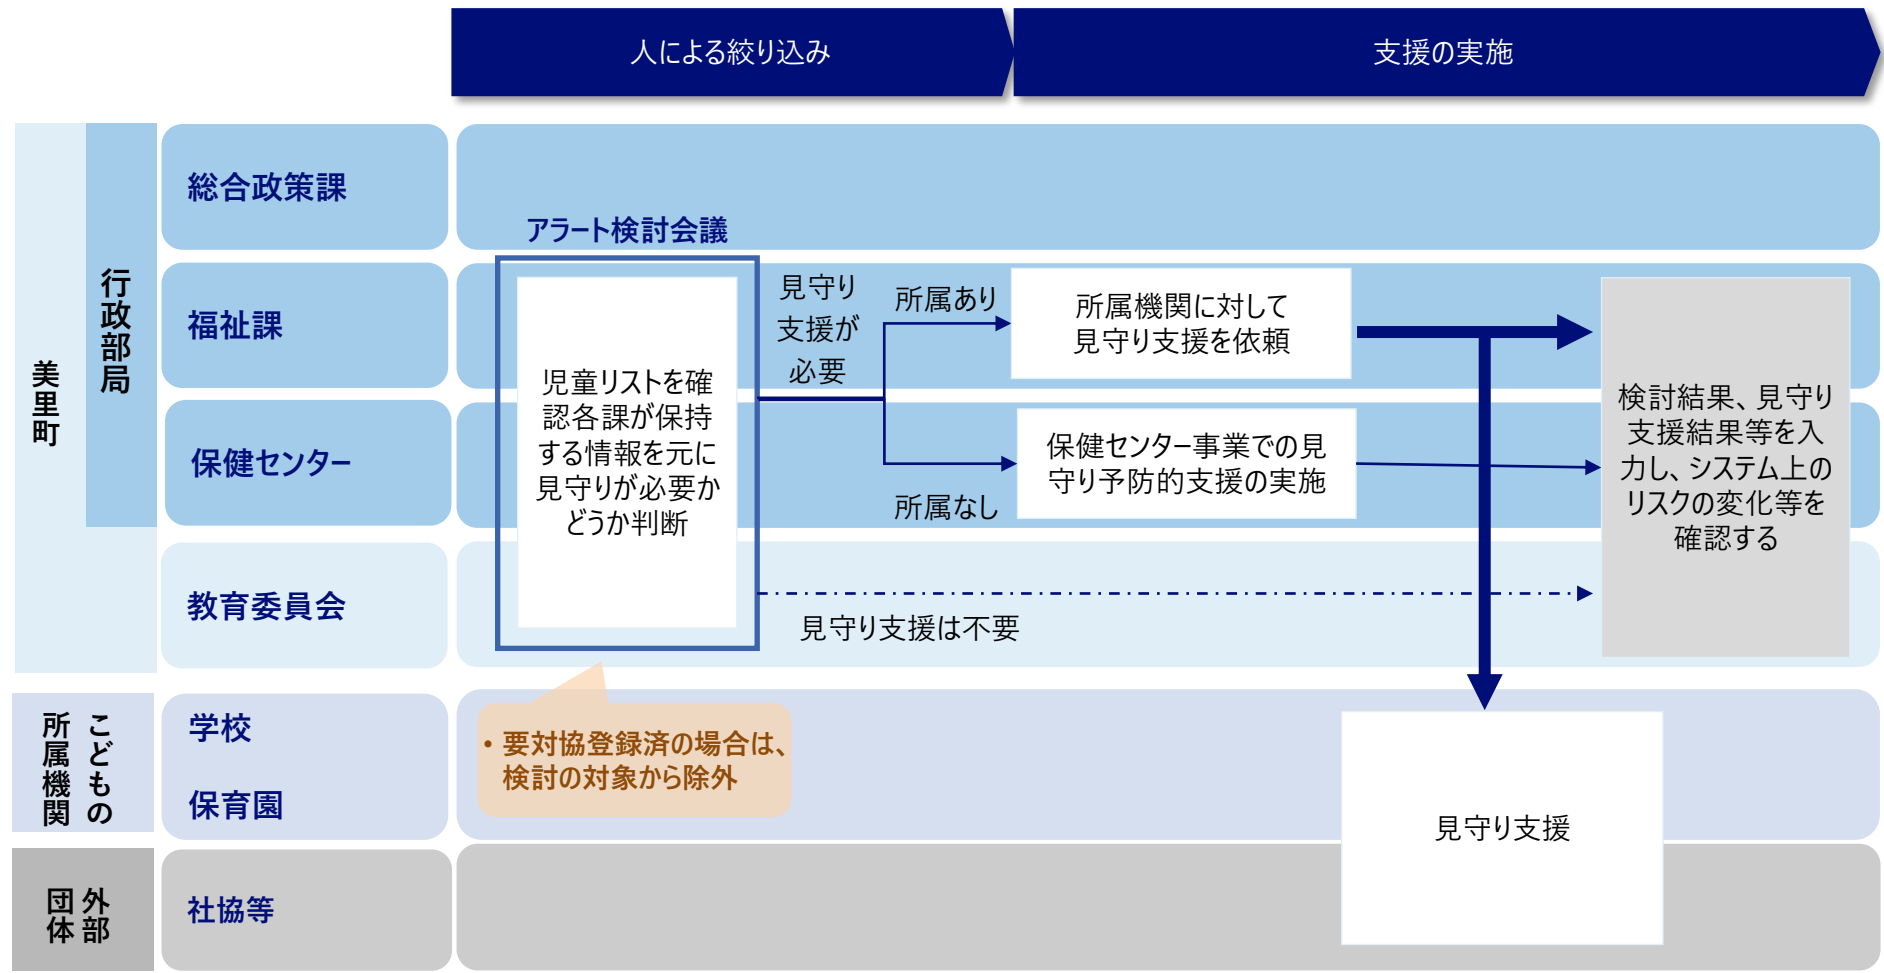 人による絞り込み
支援の実施
美里町
行政部局
総合政策課
アラート検討会議
福祉課
保健センター
教育委員会
児童リストを確
認各課が保持
する情報を元に
見守りが必要か
どうか判断
見守り
支援が
必要
所属あり
所属なし
所属機関に対して
見守り支援を依頼
保健センター事業での見
守り予防的支援の実施
見守り支援は不要
検討結果、見守り
支援結果等を入
力し、システム上の
リスクの変化等を
確認する
こどもの
所属機関
学校
保育園
・要対協登録済の場合は、
検討の対象から除外
見守り支援
外部
団体
社協等